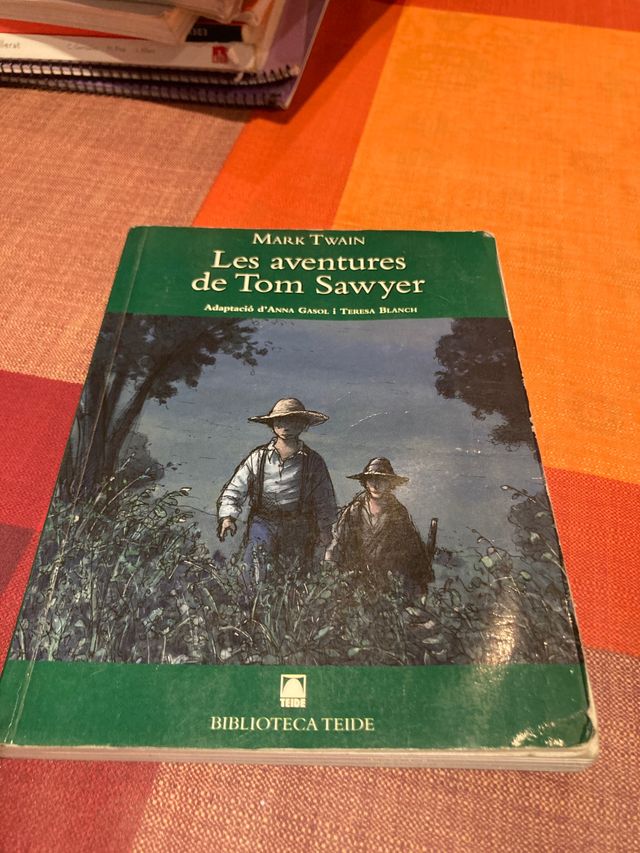 MARK TWAIN
Les aventures
de Tom Sawyer
Adaptació d'ANNA GASOL i TERESA BLANCH
TEIDE
BIBLIOTECA TEIDE